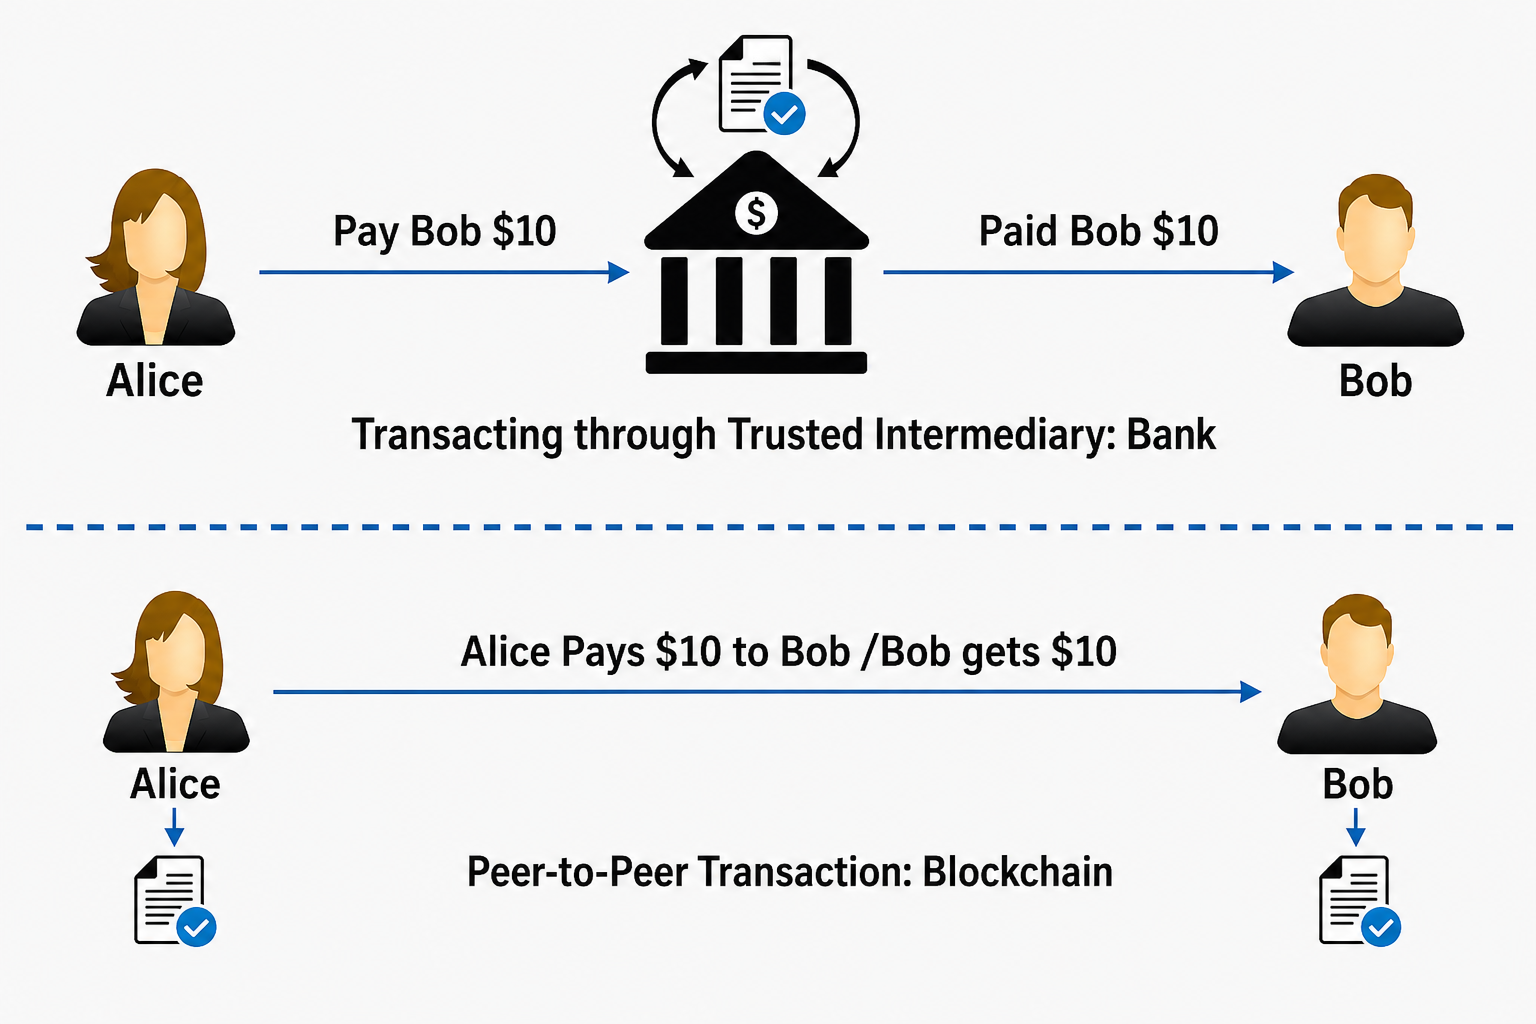 $
Pay Bob $10
Paid Bob $10
Alice
Bob
Transacting through Trusted Intermediary: Bank
Alice Pays $10 to Bob /Bob gets $10
Alice
Bob
Peer-to-Peer Transaction: Blockchain